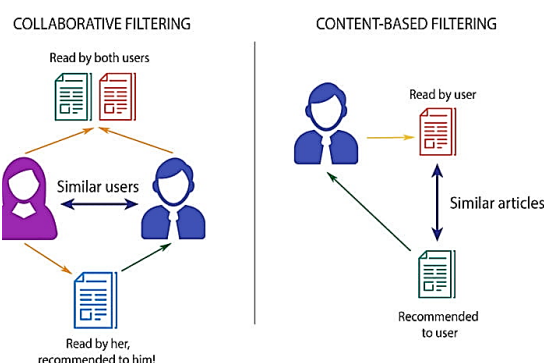 COLLABORATIVE FILTERING
Read by both users
Similar users
Read by her,
recommended to him!
CONTENT-BASED FILTERING
Read by user
Similar articles
Recommended
to user